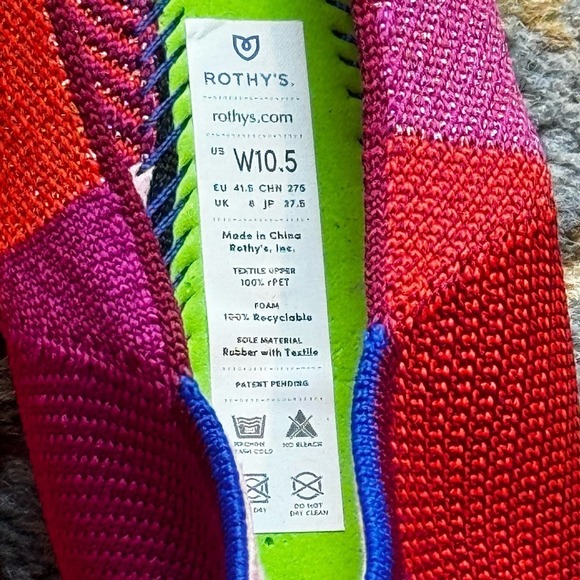 ROTHY'S.
rothys.com
US W10.5
EU 41.5 CHN 275
UK 8 JP 27.5
Made in China
Rothy's, Inc.
TEXTILE UPPER
100% rPET
FOAM
100% Recyclable
SOLE MATERIAL
Rubber with Textile
PATENT PENDING
NO BLEACH
COLD
DRY
DO NOT
DRY CLEAN